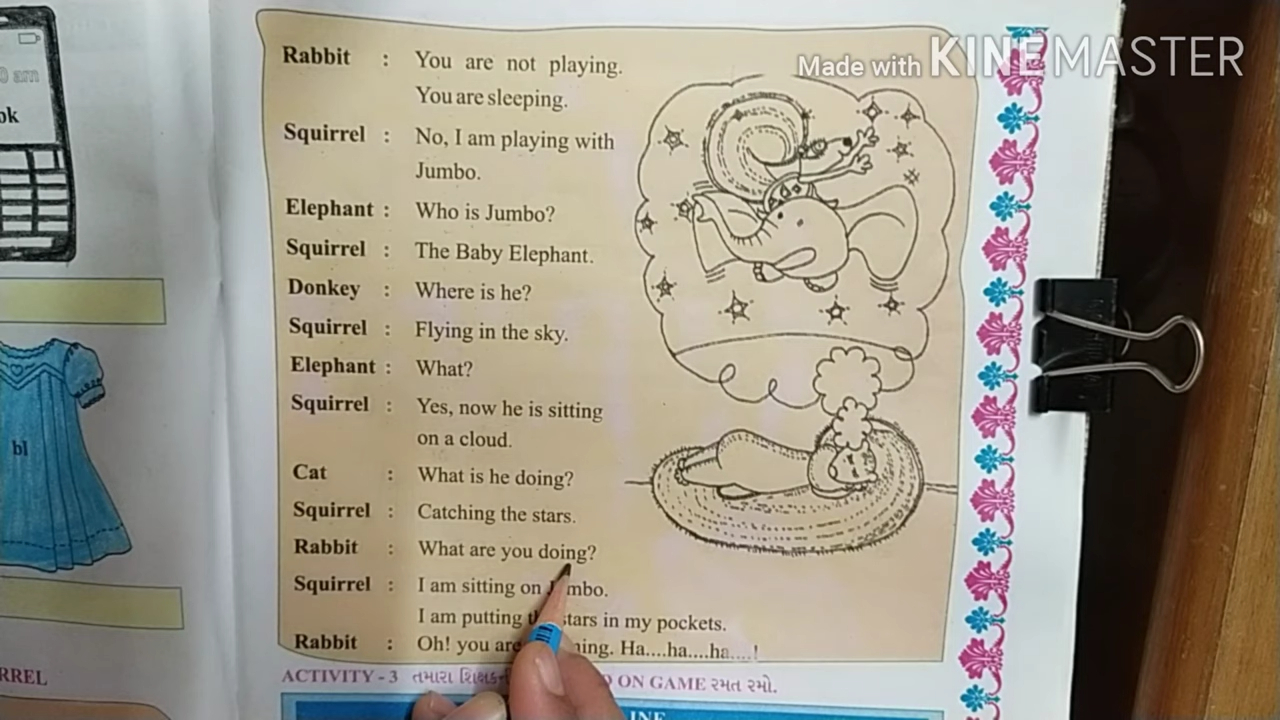 Made with KINEMASTER
am
ok
bl
RREL
Rabbit : You are not playing.
You are sleeping.
Squirrel : No, I am playing with
Jumbo.
Elephant : Who is Jumbo?
Squirrel : The Baby Elephant.
Donkey : Where is he?
Squirrel : Flying in the sky.
Elephant : What?
Squirrel : Yes, now he is sitting
on a cloud.
Cat : What is he doing?
Squirrel : Catching the stars.
Rabbit : What are you doing?
Squirrel : I am sitting on Jumbo.
I am putting the stars in my pockets.
Rabbit : Oh! you are ing. Ha....ha....ha....!
ACTIVITY - 3 તમારા O ON GAME રમત રમો.